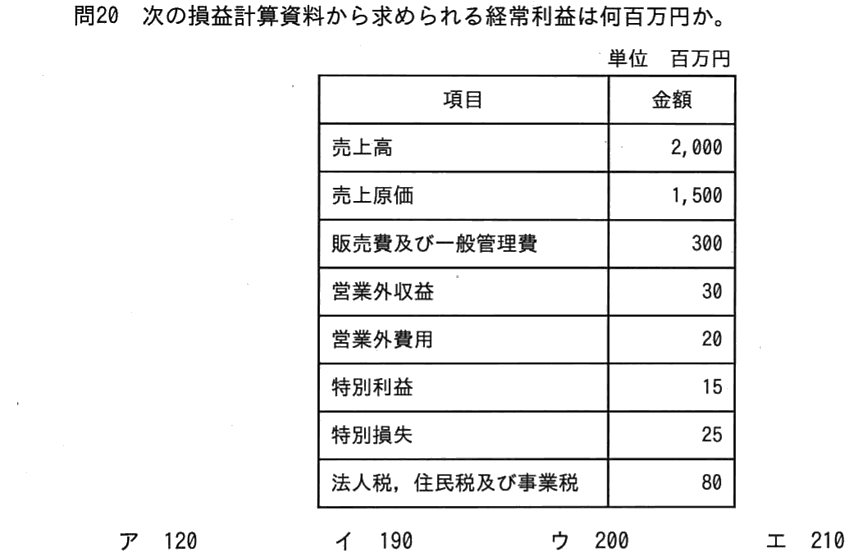 問20 次の損益計算資料から求められる経常利益は何百万円か。
単位 百万円
項目 金額
売上高 2,000
売上原価 1,500
販売費及び一般管理費 300
営業外収益 30
営業外費用 20
特別利益 15
特別損失 25
法人税，住民税及び事業税 80
ア 120 イ 190 ウ 200 エ 210